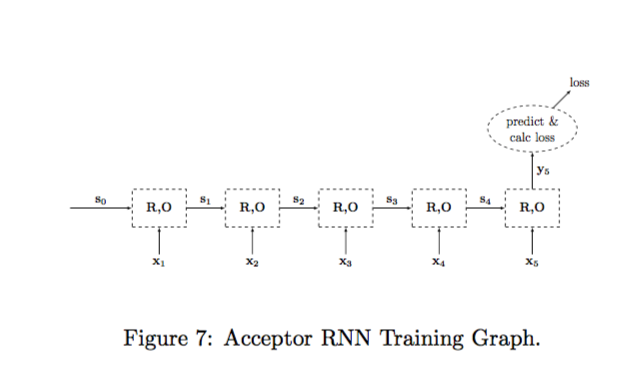 loss
predict &
calc loss
y₅
s₀ s₁ s₂ s₃ s₄
R,O R,O R,O R,O R,O
x₁ x₂ x₃ x₄ x₅
Figure 7: Acceptor RNN Training Graph.